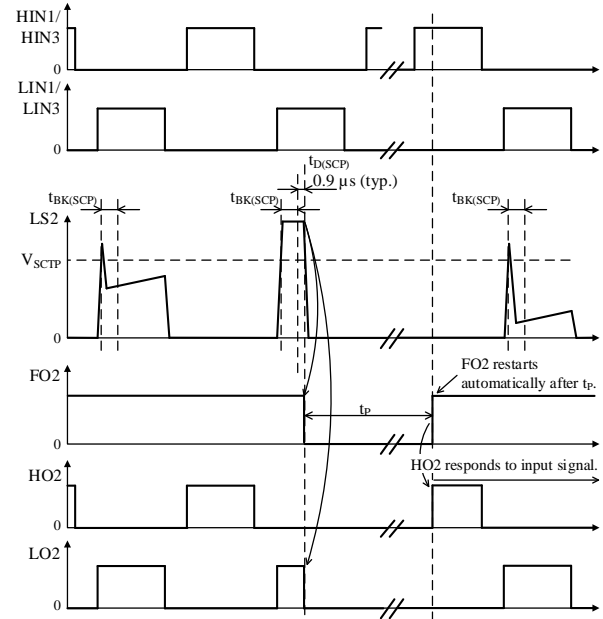 HIN1/
HIN3
0
LIN1/
LIN3
0
tD(SCP)
0.9 µs (typ.)
tBK(SCP)
tBK(SCP)
tBK(SCP)
LS2
VSCTP
0
FO2
FO2 restarts
automatically after tP.
tP
0
HO2
HO2 responds to input signal.
0
LO2
0